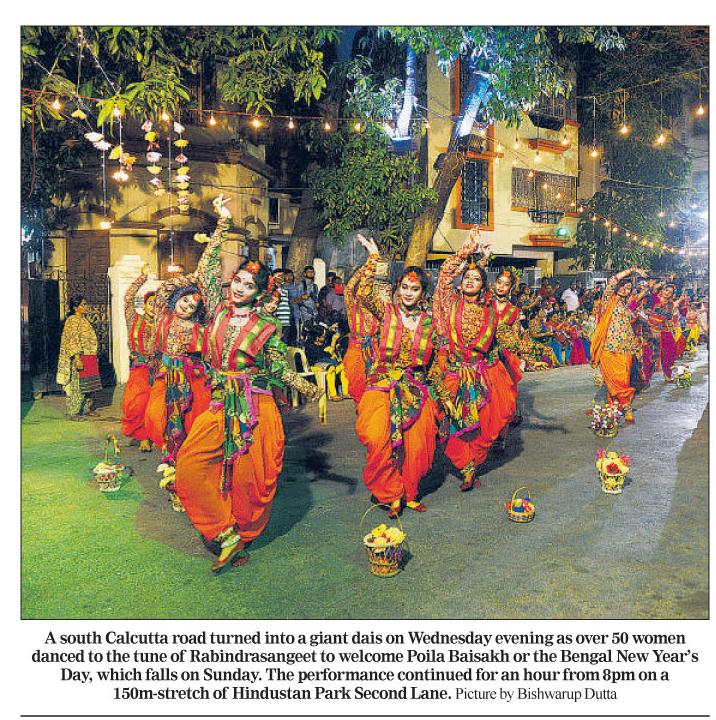 A south Calcutta road turned into a giant dais on Wednesday evening as over 50 women
danced to the tune of Rabindrasangeet to welcome Poila Baisakh or the Bengal New Year’s
Day, which falls on Sunday. The performance continued for an hour from 8pm on a
150m-stretch of Hindustan Park Second Lane. Picture by Bishwarup Dutta